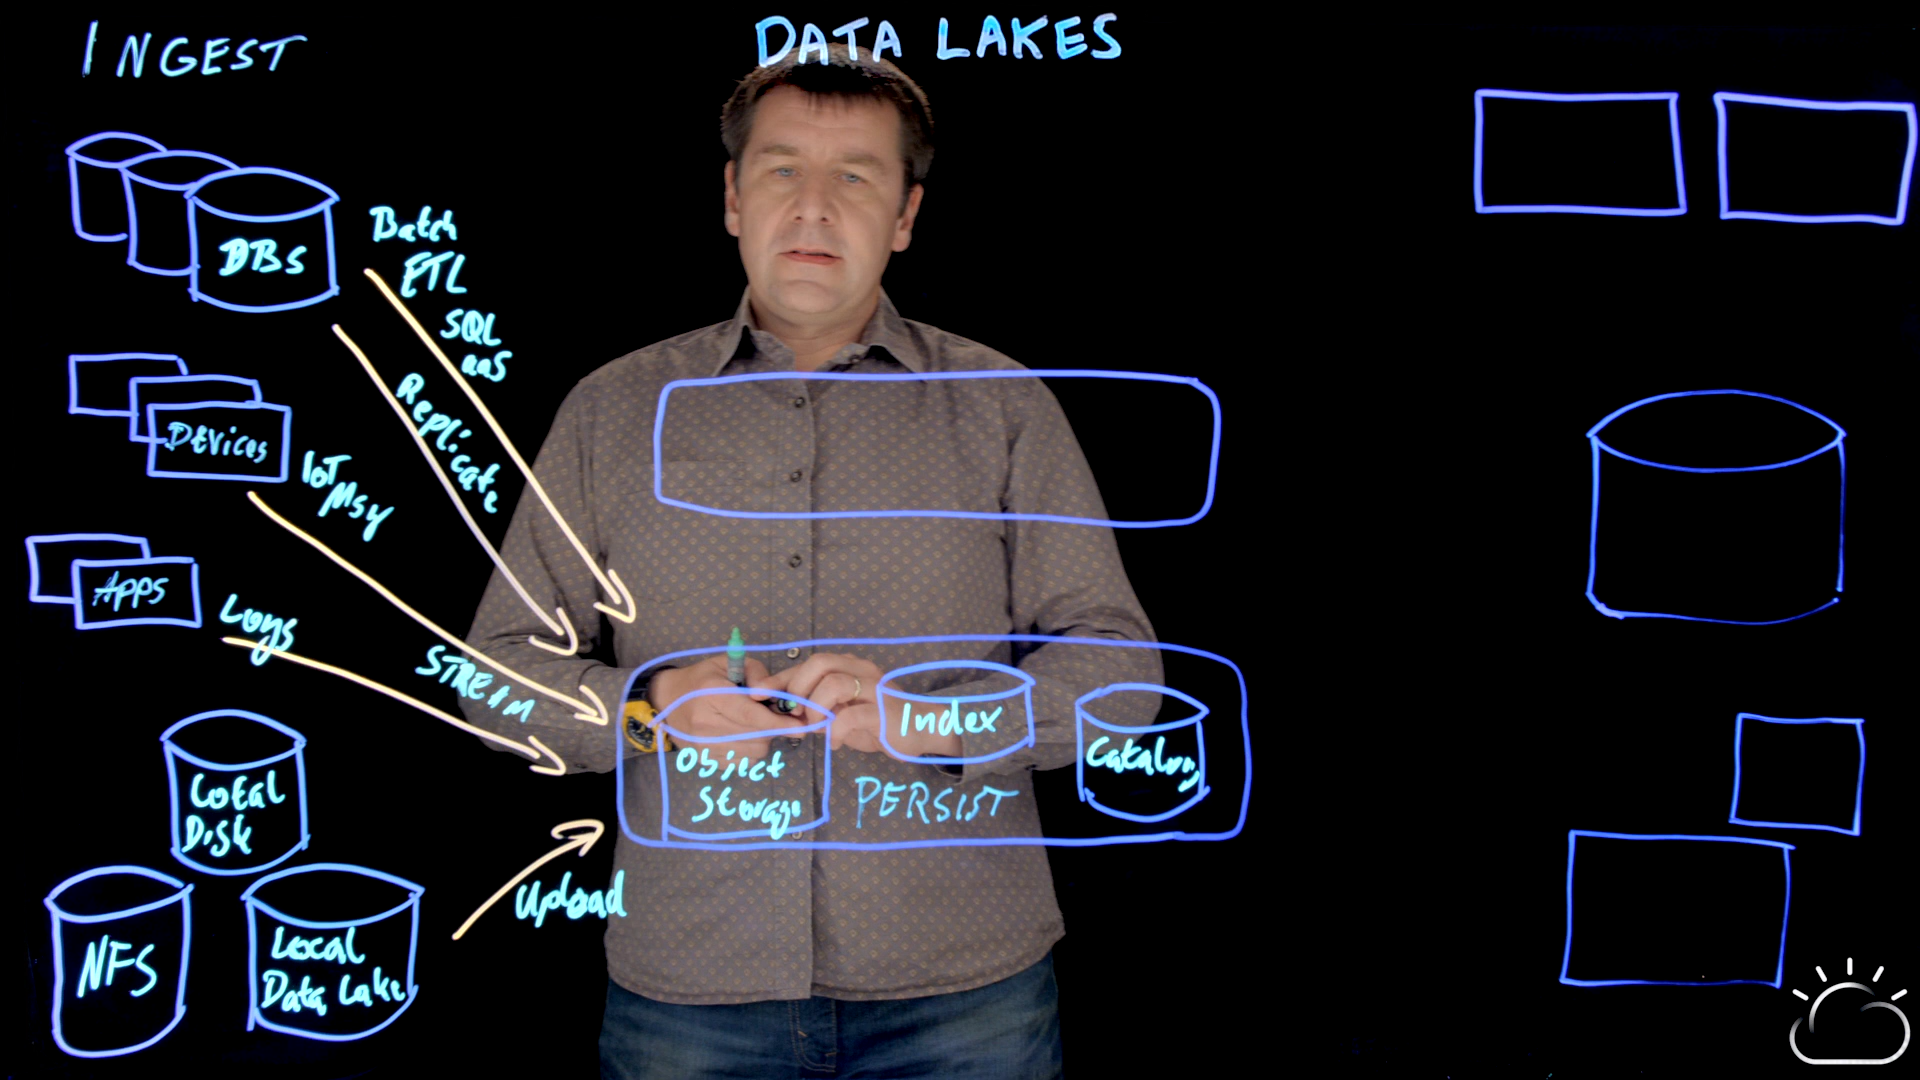 INGEST
DATA LAKES
DBs
Batch
ETL
SQL
aaS
Replicate
Devices
IoT
Msg
Apps
Logs
STREAM
Local
Disk
NFS
Local
Data Lake
Upload
Object
Storage
Index
Catalog
PERSIST